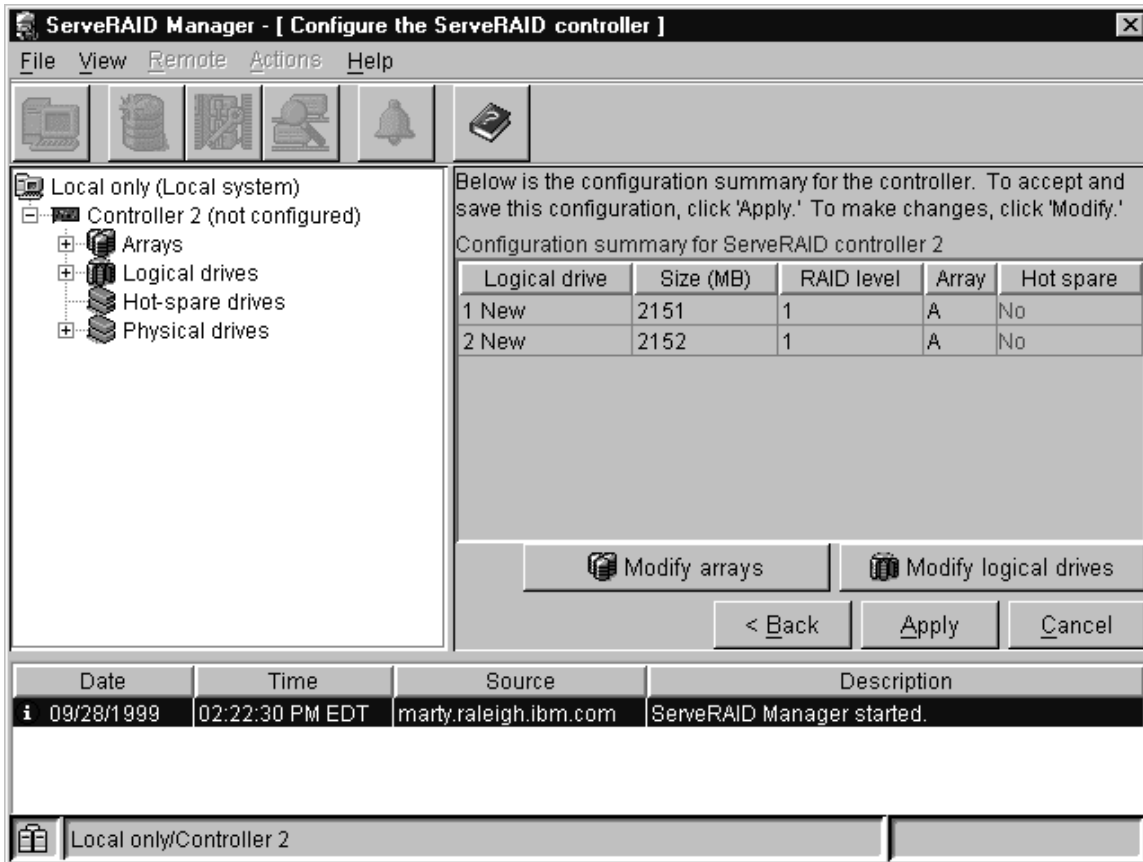 ServeRAID Manager - [ Configure the ServeRAID controller ]
File View Remote Actions Help
Local only (Local system)
Controller 2 (not configured)
Arrays
Logical drives
Hot-spare drives
Physical drives
Below is the configuration summary for the controller. To accept and
save this configuration, click 'Apply.' To make changes, click 'Modify.'
Configuration summary for ServeRAID controller 2
Logical drive Size (MB) RAID level Array Hot spare
1 New 2151 1 A No
2 New 2152 1 A No
Modify arrays Modify logical drives
< Back Apply Cancel
Date Time Source Description
09/28/1999 02:22:30 PM EDT marty.raleigh.ibm.com ServeRAID Manager started.
Local only/Controller 2